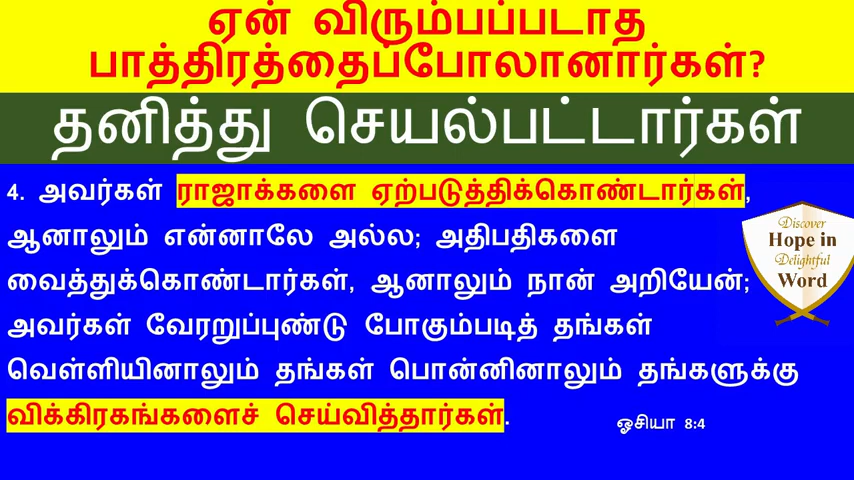 ஏன் விரும்பப்படாத
பாத்திரத்தைப்போலானார்கள்?
தனித்து செயல்பட்டார்கள்
4. அவர்கள் ராஜாக்களை ஏற்படுத்திக்கொண்டார்கள்,
ஆனாலும் என்னாலே அல்ல; அதிபதிகளை
வைத்துக்கொண்டார்கள், ஆனாலும் நான் அறியேன்;
அவர்கள் வேரறுப்புண்டு போகும்படித் தங்கள்
வெள்ளியினாலும் தங்கள் பொன்னினாலும் தங்களுக்கு
விக்கிரகங்களைச் செய்வித்தார்கள்.
ஓசியா 8:4
Discover
Hope in
Delightful
Word